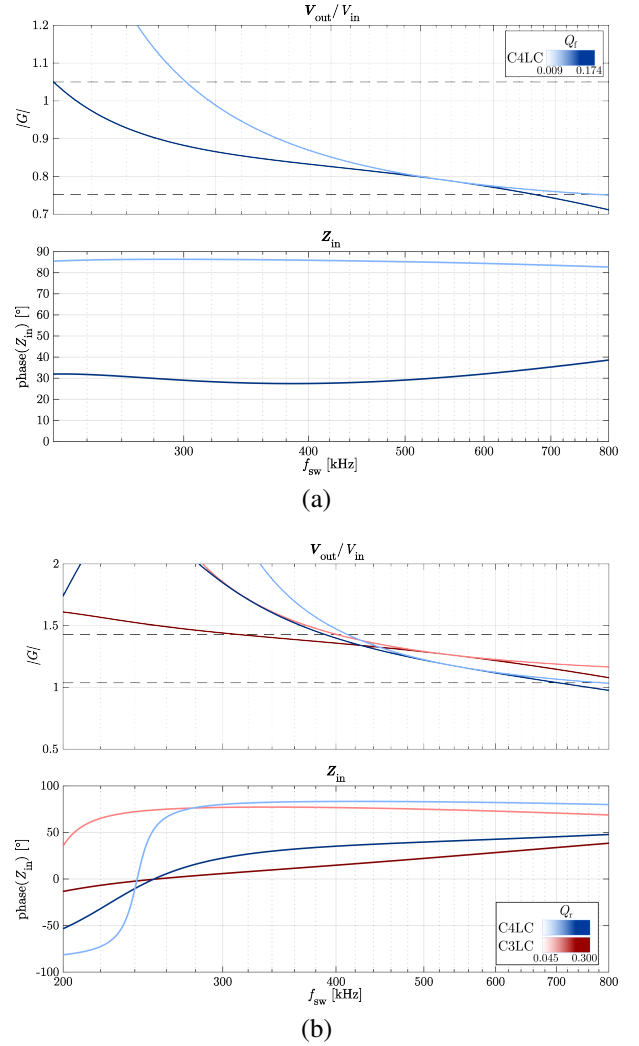 V_out / V_in
1.2
1.1
1
0.9
0.8
0.7
|G|
Q_f
C4LC
0.009 0.174
Z_in
90
80
70
60
50
40
30
20
10
0
phase(Z_in) [°]
300 400 500 600 700 800
f_sw [kHz]
(a)
V_out / V_in
2
1.5
1
0.5
|G|
Z_in
100
50
0
-50
-100
phase(Z_in) [°]
Q_r
C4LC
C3LC
0.045 0.300
200 300 400 500 600 700 800
f_sw [kHz]
(b)